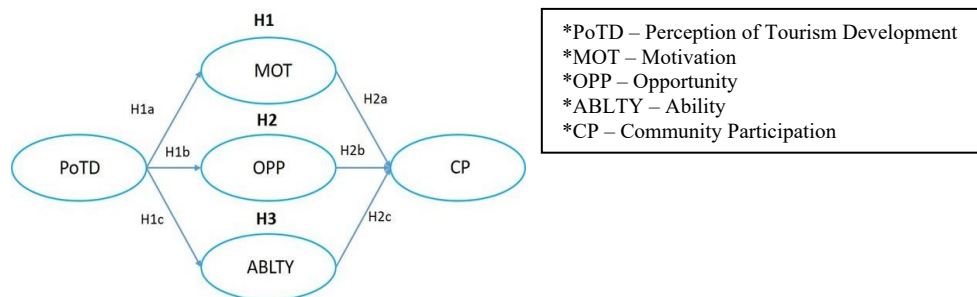 H1
MOT
H1a
H2a
H2
PoTD
H1b
OPP
H2b
CP
H3
H1c
ABLTY
H2c
*PoTD – Perception of Tourism Development
*MOT – Motivation
*OPP – Opportunity
*ABLTY – Ability
*CP – Community Participation